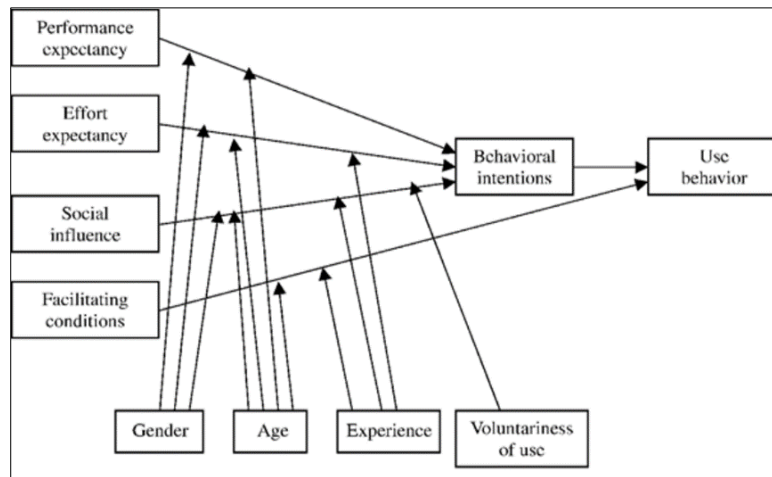 Performance
expectancy
Effort
expectancy
Social
influence
Facilitating
conditions
Behavioral
intentions
Use
behavior
Gender
Age
Experience
Voluntariness
of use